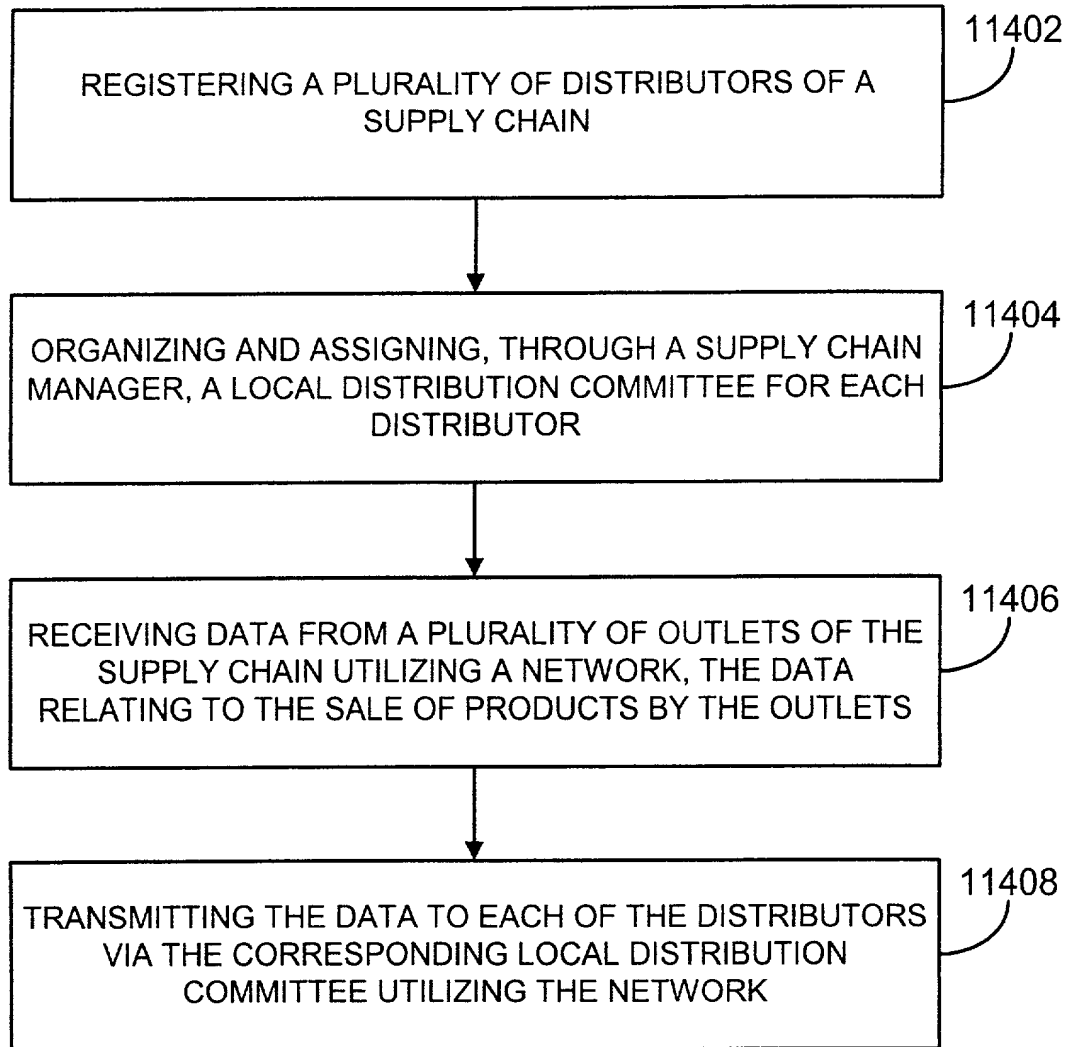 11402
REGISTERING A PLURALITY OF DISTRIBUTORS OF A
SUPPLY CHAIN
11404
ORGANIZING AND ASSIGNING, THROUGH A SUPPLY CHAIN
MANAGER, A LOCAL DISTRIBUTION COMMITTEE FOR EACH
DISTRIBUTOR
11406
RECEIVING DATA FROM A PLURALITY OF OUTLETS OF THE
SUPPLY CHAIN UTILIZING A NETWORK, THE DATA
RELATING TO THE SALE OF PRODUCTS BY THE OUTLETS
11408
TRANSMITTING THE DATA TO EACH OF THE DISTRIBUTORS
VIA THE CORRESPONDING LOCAL DISTRIBUTION
COMMITTEE UTILIZING THE NETWORK